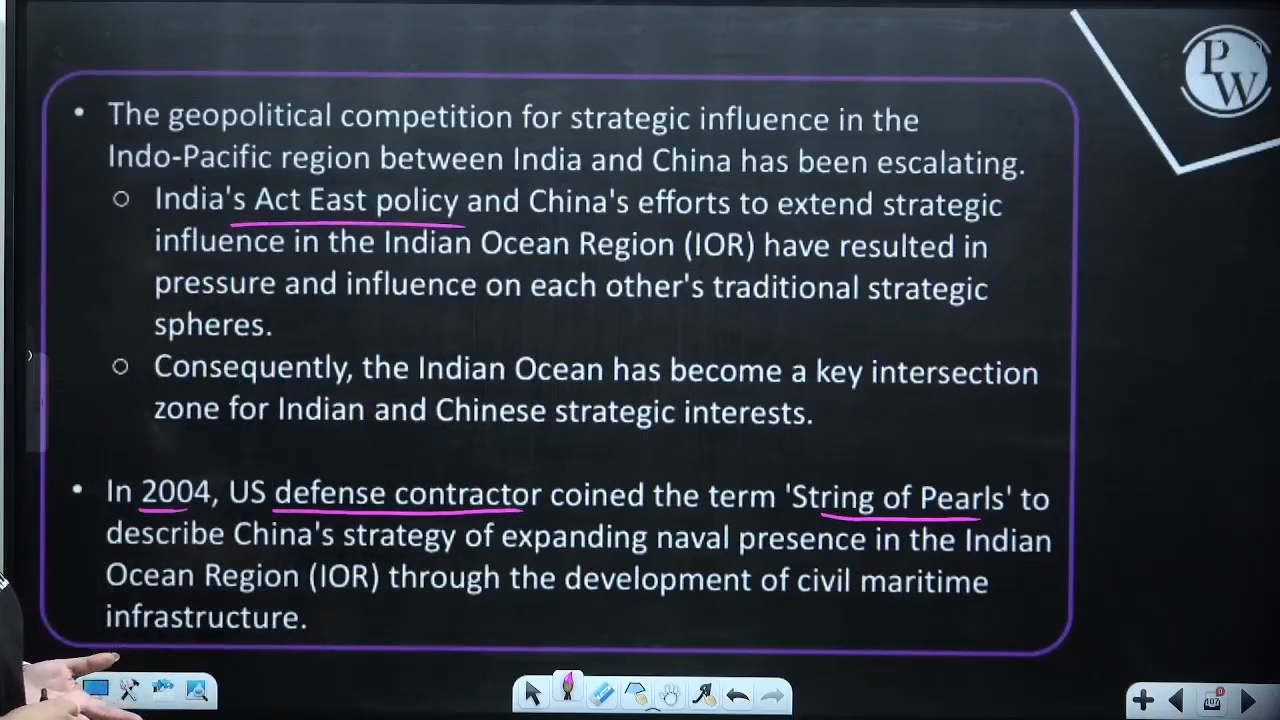 PW
• The geopolitical competition for strategic influence in the
Indo-Pacific region between India and China has been escalating.
○ India's Act East policy and China's efforts to extend strategic
influence in the Indian Ocean Region (IOR) have resulted in
pressure and influence on each other's traditional strategic
spheres.
○ Consequently, the Indian Ocean has become a key intersection
zone for Indian and Chinese strategic interests.
• In 2004, US defense contractor coined the term 'String of Pearls' to
describe China's strategy of expanding naval presence in the Indian
Ocean Region (IOR) through the development of civil maritime
infrastructure.